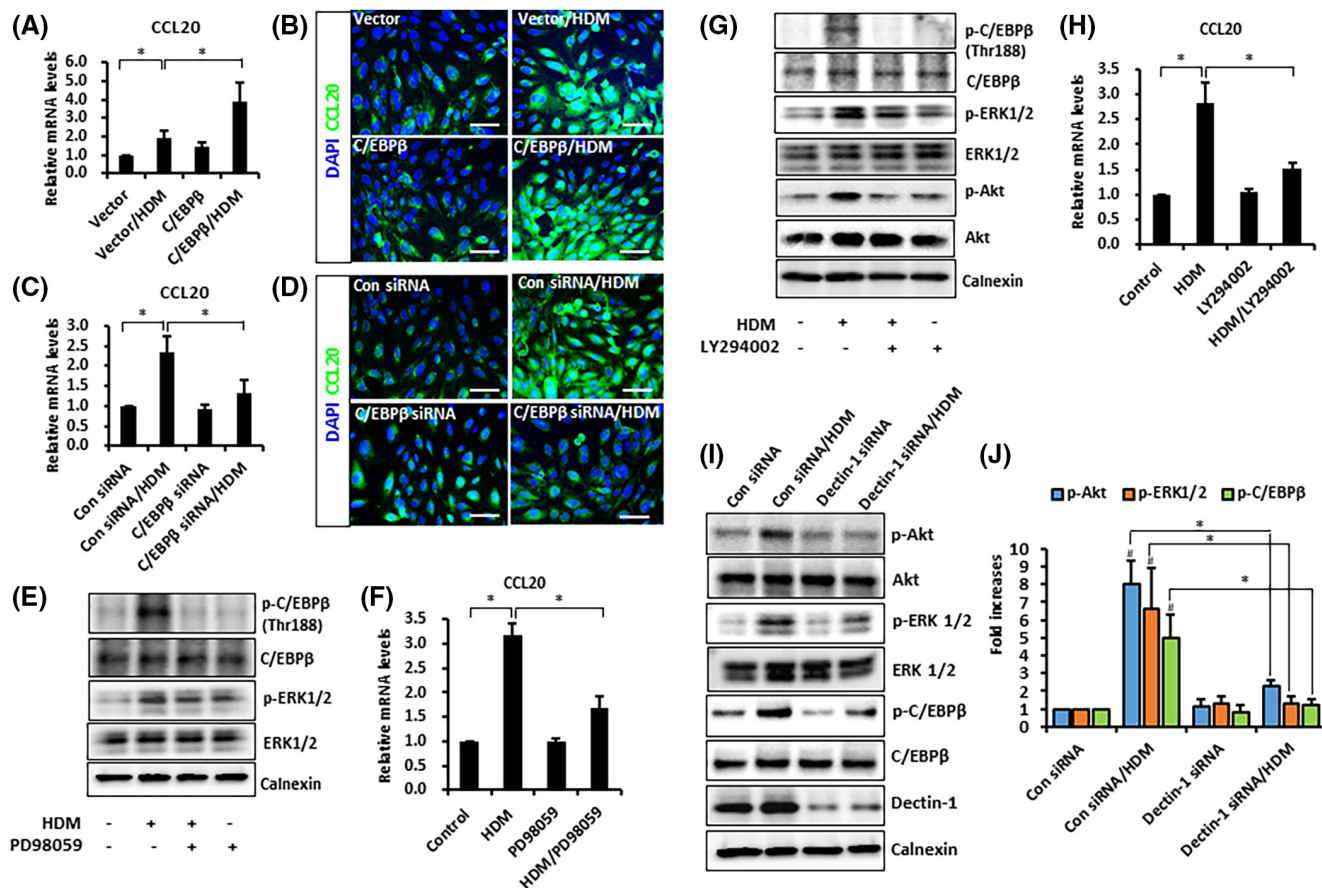 (A)
CCL20
Relative mRNA levels
6.0
5.0
4.0
3.0
2.0
1.0
0.0
* *
Vector
Vector/HDM
C/EBPβ
C/EBPβ/HDM
(B)
DAPI CCL20
Vector
Vector/HDM
C/EBPβ
C/EBPβ/HDM
(C)
CCL20
Relative mRNA levels
3.0
2.5
2.0
1.5
1.0
0.5
0.0
* *
Con siRNA
Con siRNA/HDM
C/EBPβ siRNA
C/EBPβ siRNA/HDM
(D)
DAPI CCL20
Con siRNA
Con siRNA/HDM
C/EBPβ siRNA
C/EBPβ siRNA/HDM
(E)
p-C/EBPβ
(Thr188)
C/EBPβ
p-ERK1/2
ERK1/2
Calnexin
HDM - + + -
PD98059 - - + +
(F)
CCL20
Relative mRNA levels
3.5
3.0
2.5
2.0
1.5
1.0
0.5
0.0
* *
Control
HDM
PD98059
HDM/PD98059
(G)
p-C/EBPβ
(Thr188)
C/EBPβ
p-ERK1/2
ERK1/2
p-Akt
Akt
Calnexin
HDM - + + -
LY294002 - - + +
(H)
CCL20
Relative mRNA levels
3.5
3.0
2.5
2.0
1.5
1.0
0.5
0.0
* *
Control
HDM
LY294002
HDM/LY294002
(I)
Con siRNA
Con siRNA/HDM
Dectin-1 siRNA
Dectin-1 siRNA/HDM
p-Akt
Akt
p-ERK 1/2
ERK 1/2
p-C/EBPβ
C/EBPβ
Dectin-1
Calnexin
(J)
p-Akt p-ERK1/2 p-C/EBPβ
Fold increases
10
8
7
6
5
4
3
2
1
# # #
* * *
Con siRNA
Con siRNA/HDM
Dectin-1 siRNA
Dectin-1 siRNA/HDM